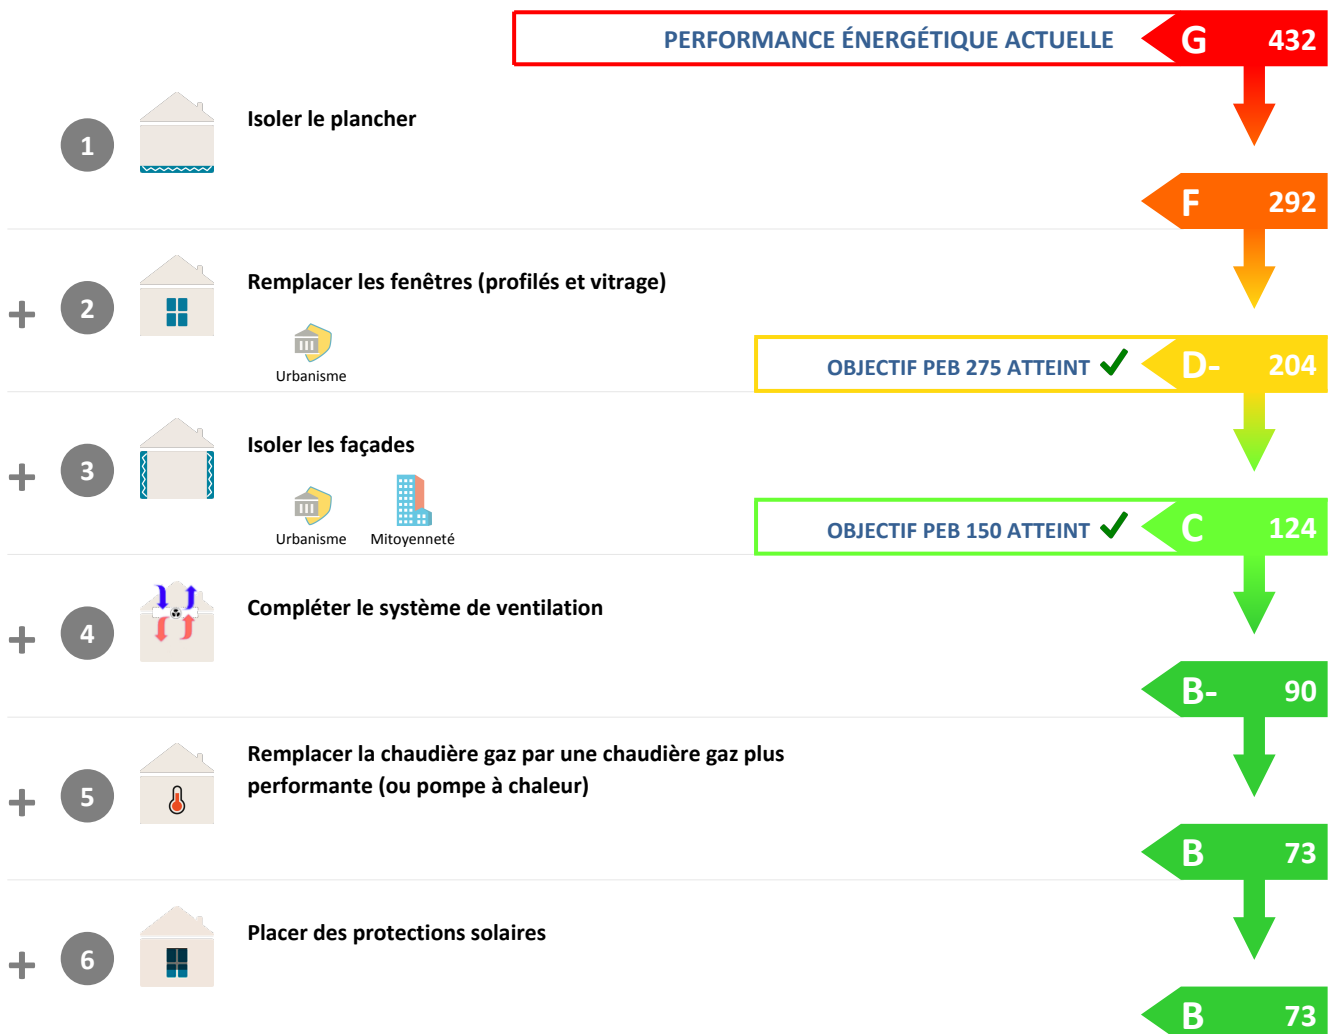 PERFORMANCE ÉNERGÉTIQUE ACTUELLE G 432
1 Isoler le plancher
F 292
+ 2 Remplacer les fenêtres (profilés et vitrage)
Urbanisme
OBJECTIF PEB 275 ATTEINT ✓ D- 204
+ 3 Isoler les façades
Urbanisme Mitoyenneté
OBJECTIF PEB 150 ATTEINT ✓ C 124
+ 4 Compléter le système de ventilation
B- 90
Remplacer la chaudière gaz par une chaudière gaz plus
+ 5 performante (ou pompe à chaleur)
B 73
+ 6 Placer des protections solaires
B 73